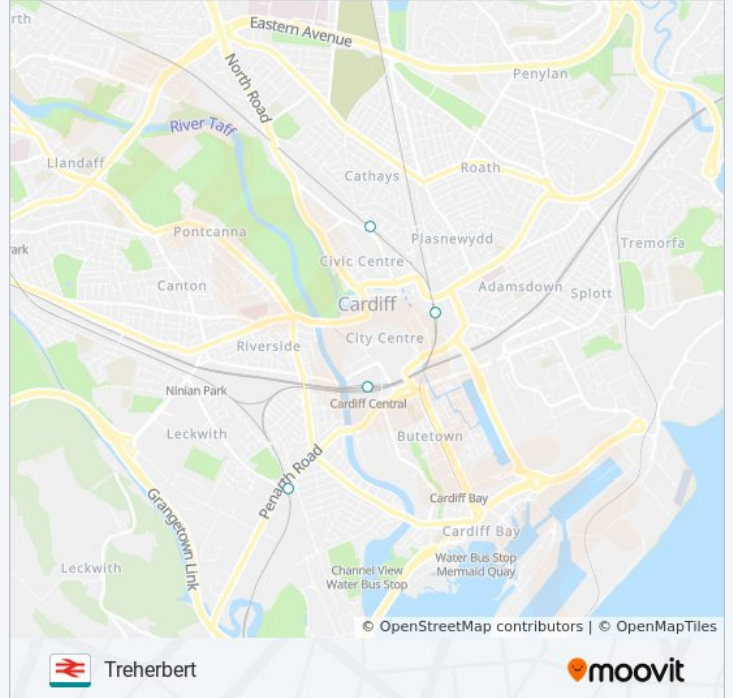 rth
Eastern Avenue
North Road
Penylan
River Taff
Llandaff
Cathays
Roath
Pontcanna
Plasnewydd
Tremorfa
ark
Civic Centre
Canton
Adamsdown
Splott
Cardiff
City Centre
Riverside
Ninian Park
Cardiff Central
Leckwith
Butetown
Penarth Road
Grangetown Link
Cardiff Bay
Cardiff Bay
Water Bus Stop
Mermaid Quay
Leckwith
Channel View
Water Bus Stop
© OpenStreetMap contributors | © OpenMapTiles
Treherbert
moovit